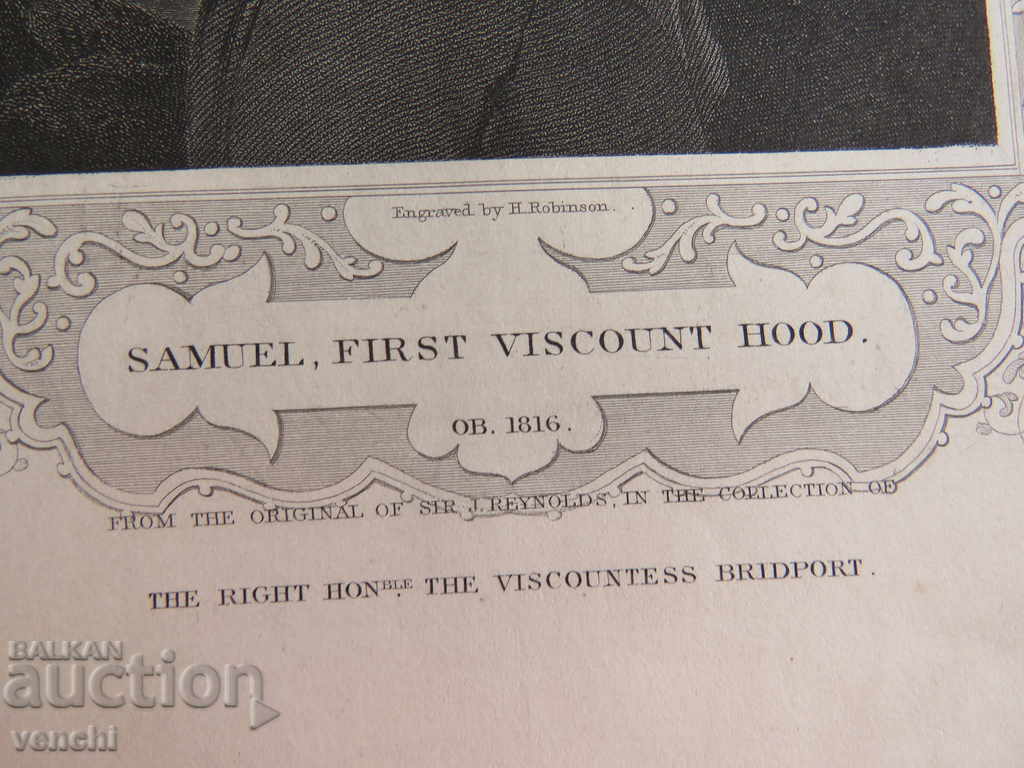 Engraved by H. Robinson.
SAMUEL, FIRST VISCOUNT HOOD.
OB. 1816.
FROM THE ORIGINAL OF SIR J. REYNOLDS, IN THE COLLECTION OF
THE RIGHT HONBLE. THE VISCOUNTESS BRIDPORT.
BALKAN
auction
venchi